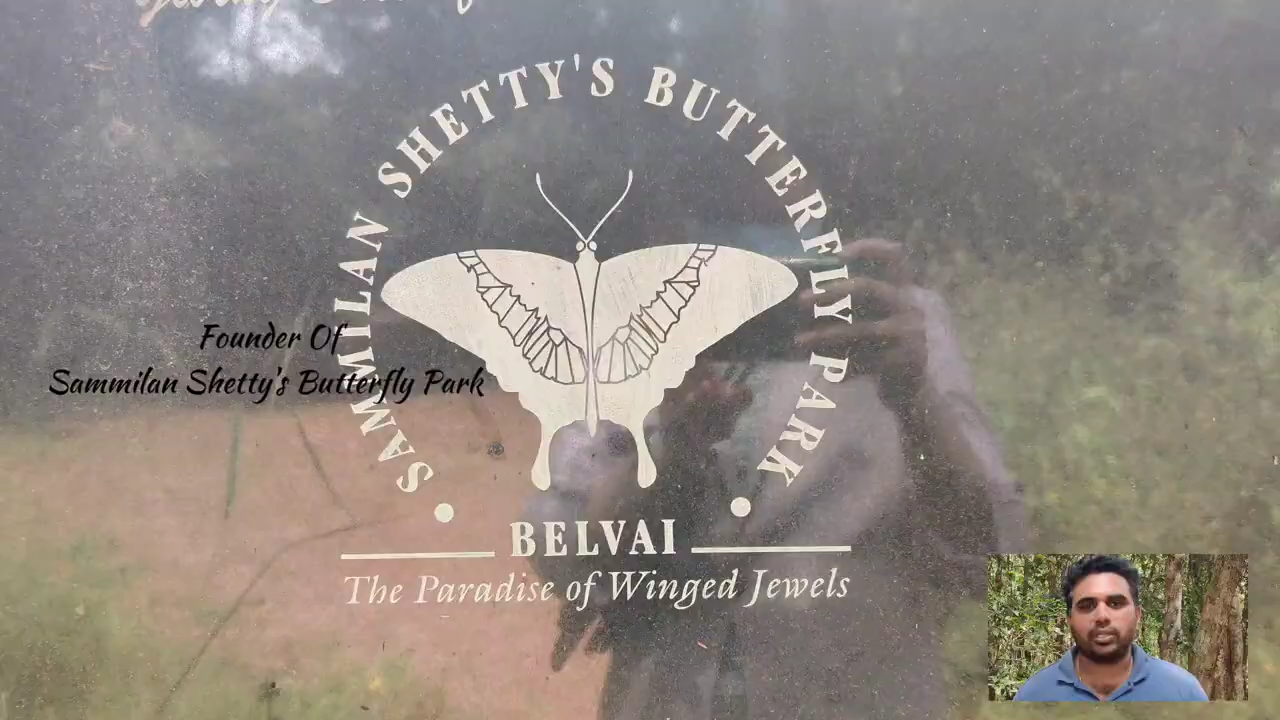 SAMMILAN SHETTY'S BUTTERFLY PARK
Founder Of
Sammilan Shetty's Butterfly Park
BELVAI
The Paradise of Winged Jewels